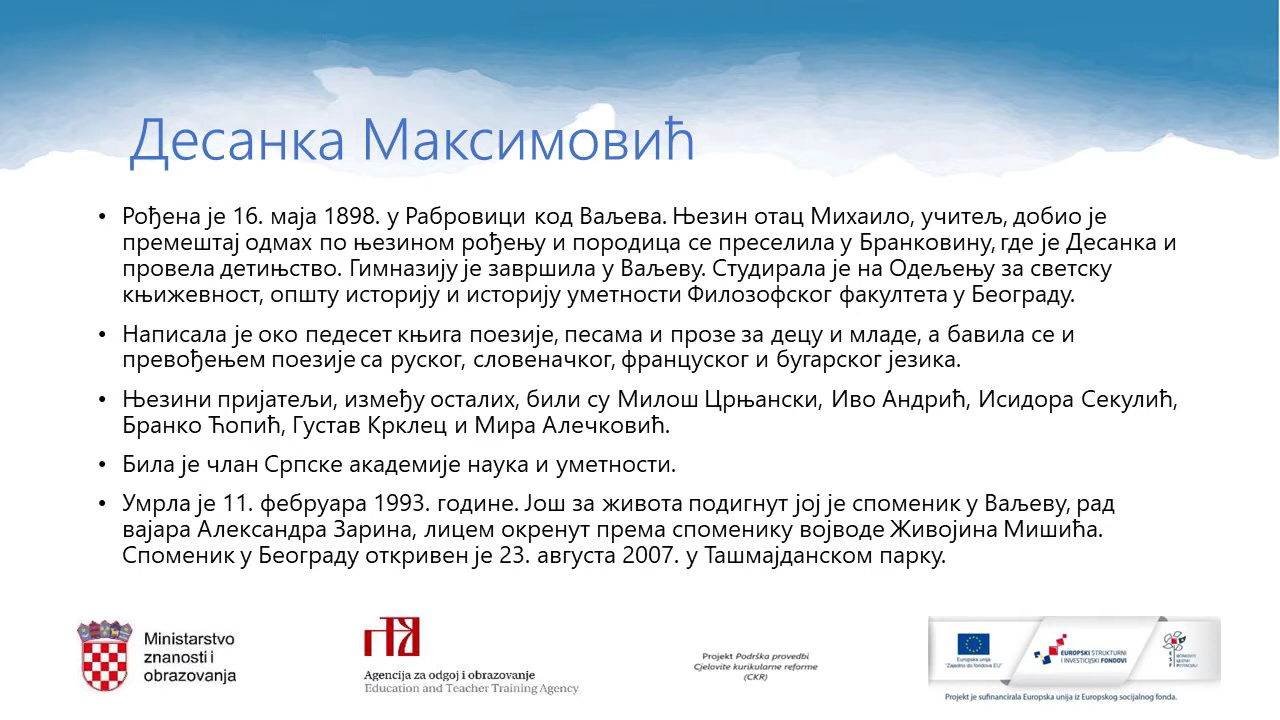 Десанка Максимовић
• Рођена је 16. маја 1898. у Рабровици код Ваљева. Њезин отац Михаило, учитељ, добио је
премештај одмах по њезином рођењу и породица се преселила у Бранковину, где је Десанка и
провела детињство. Гимназију је завршила у Ваљеву. Студирала је на Одељењу за светску
књижевност, општу историју и историју уметности Филозофског факултета у Београду.
• Написала је око педесет књига поезије, песама и прозе за децу и младе, а бавила се и
превођењем поезије са руског, словеначког, француског и бугарског језика.
• Њезини пријатељи, између осталих, били су Милош Црњански, Иво Андрић, Исидора Секулић,
Бранко Ћопић, Густав Крклец и Мира Алечковић.
• Била је члан Српске академије наука и уметности.
• Умрла је 11. фебруара 1993. године. Још за живота подигнут јој је споменик у Ваљеву, рад
вајара Александра Зарина, лицем окренут према споменику војводе Живојина Мишића.
Споменик у Београду откривен је 23. августа 2007. у Ташмајданском парку.
Ministarstvo
znanosti i
obrazovanja
Agencija za odgoj i obrazovanje
Education and Teacher Training Agency
Projekt Podrška provedbi
Cjelovite kurikularne reforme
(CKR)
Europska unija
"Zajedno do fondova EU"
EUROPSKI STRUKTURNI
I INVESTICIJSKI FONDOVI
Projekt je sufinancirala Europska unija iz Europskog socijalnog fonda.